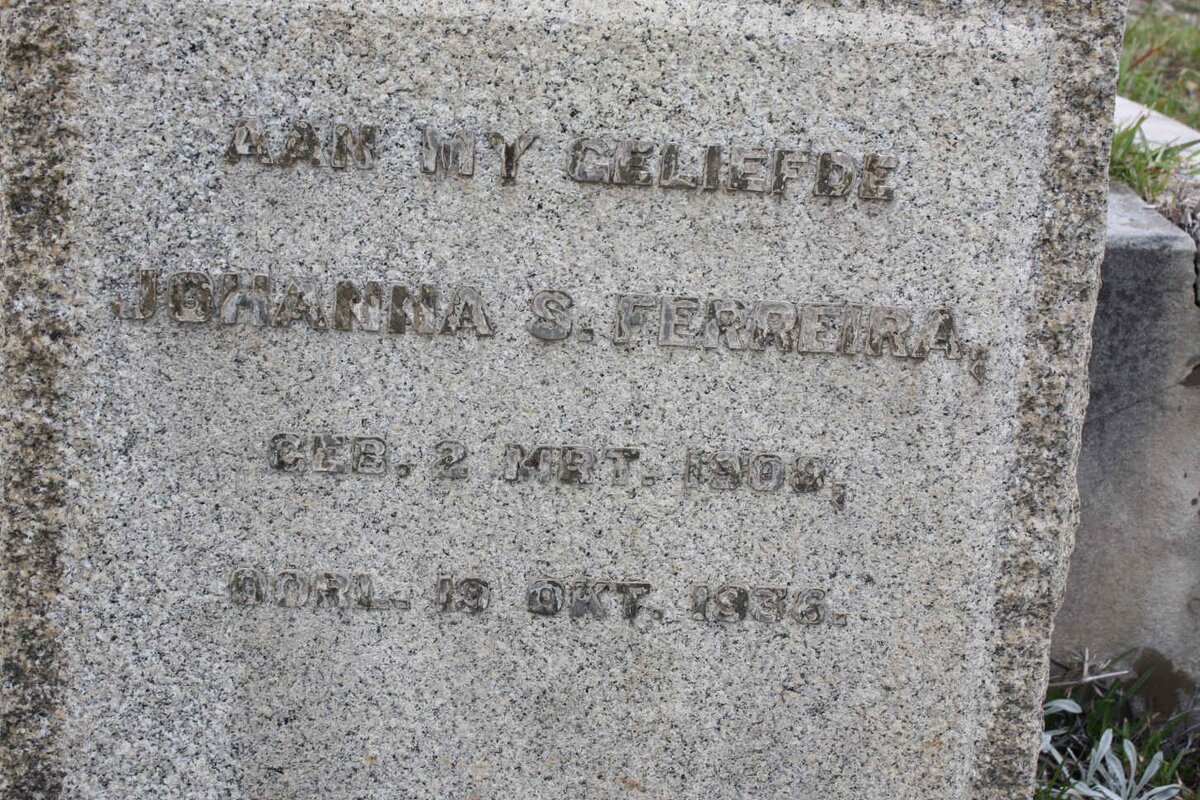 AAN MY GELIEFDE
JOHANNA S. FERREIRA,
GEB. 2 MRT. 1908,
OORL. 19 OKT. 1936.